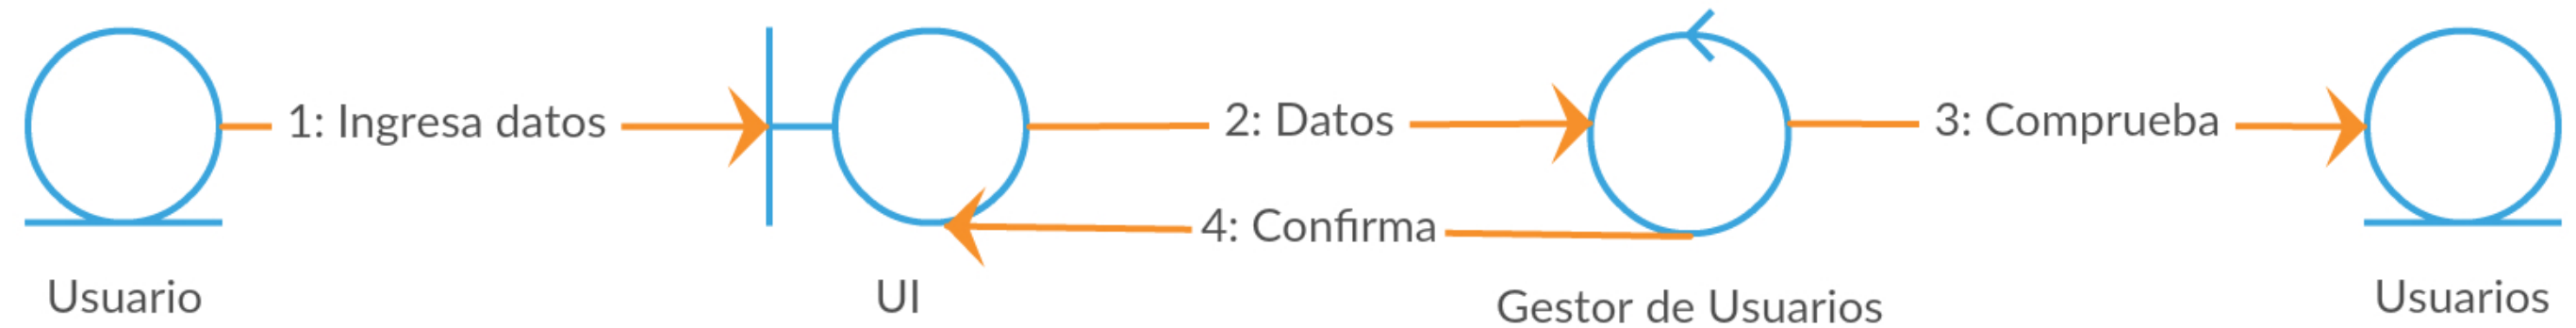 1: Ingresa datos
2: Datos
3: Comprueba
4: Confirma
Usuario
UI
Gestor de Usuarios
Usuarios